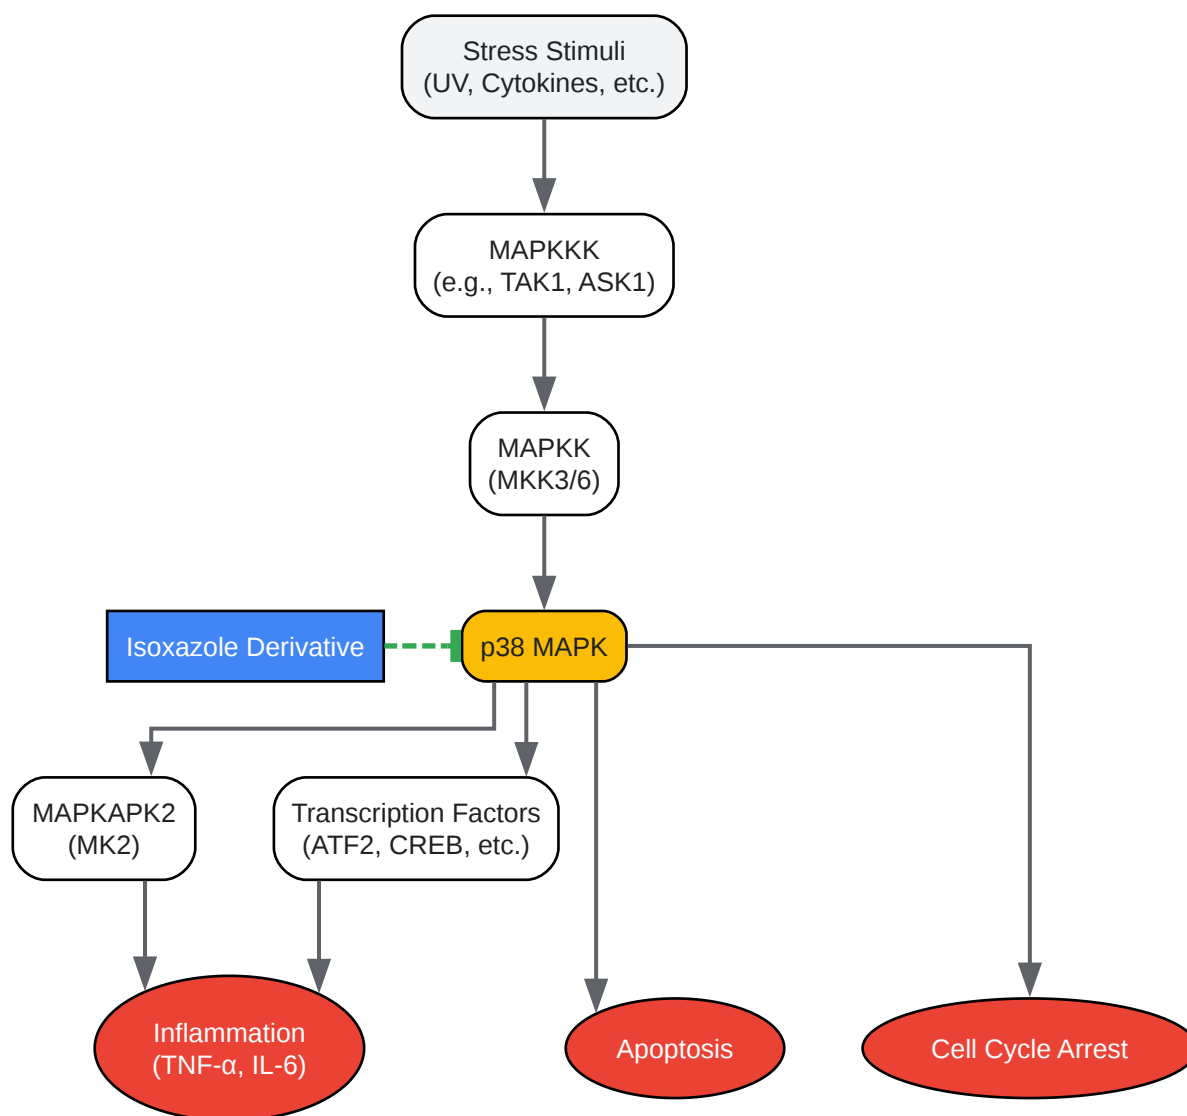 Stress Stimuli
(UV, Cytokines, etc.)
MAPKKK
(e.g., TAK1, ASK1)
MAPKK
(MKK3/6)
Isoxazole Derivative
p38 MAPK
MAPKAPK2
(MK2)
Transcription Factors
(ATF2, CREB, etc.)
Inflammation
(TNF-α, IL-6)
Apoptosis
Cell Cycle Arrest